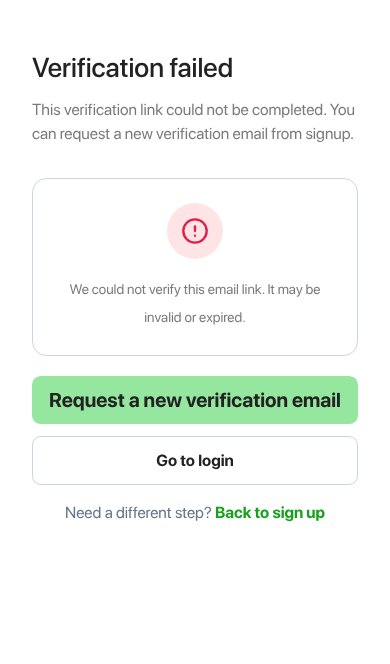 Verification failed
This verification link could not be completed. You
can request a new verification email from signup.
We could not verify this email link. It may be
invalid or expired.
Request a new verification email
Go to login
Need a different step? Back to sign up